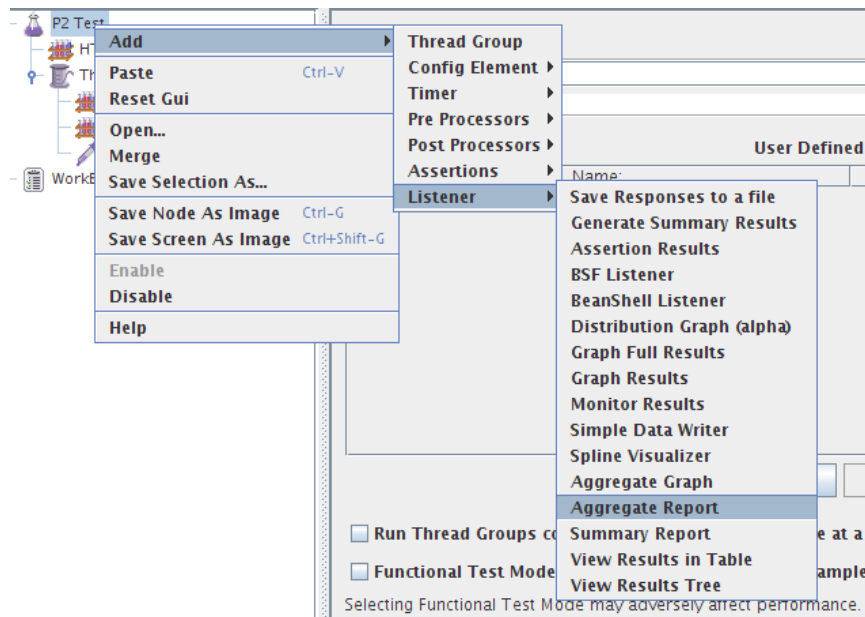 P2 Test
Add
Paste Ctrl-V
Reset Gui
Open...
Merge
Save Selection As...
Save Node As Image Ctrl-G
Save Screen As Image Ctrl+Shift-G
Enable
Disable
Help
Thread Group
Config Element
Timer
Pre Processors
Post Processors
Assertions
Listener
Save Responses to a file
Generate Summary Results
Assertion Results
BSF Listener
BeanShell Listener
Distribution Graph (alpha)
Graph Full Results
Graph Results
Monitor Results
Simple Data Writer
Spline Visualizer
Aggregate Graph
Aggregate Report
Summary Report
View Results in Table
View Results Tree
User Defined
Name:
Run Thread Groups e at a
Functional Test Mode
Selecting Functional Test Mode may adversely affect performance.